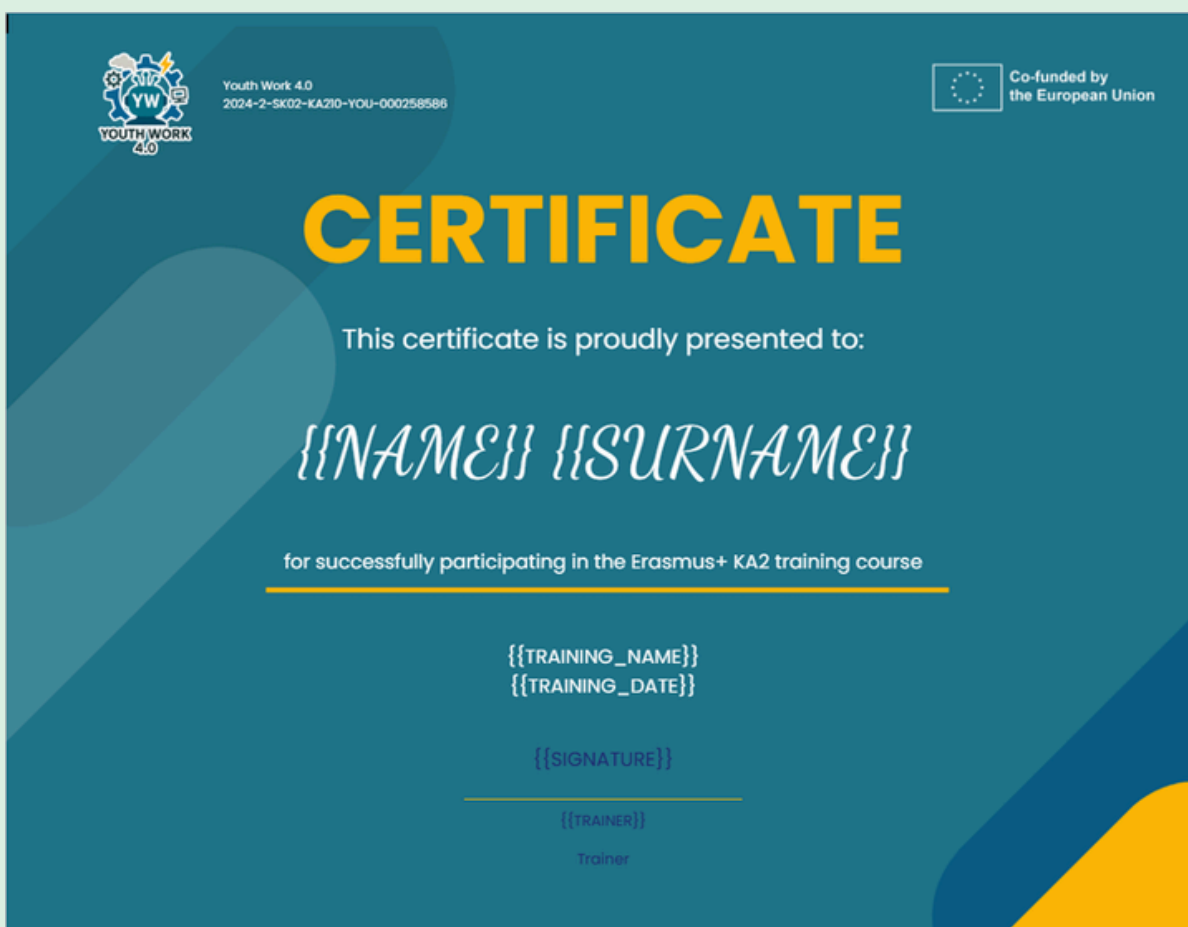 YW
YOUTH WORK
4.0
Youth Work 4.0
2024-2-SK02-KA210-YOU-000258586
Co-funded by
the European Union
CERTIFICATE
This certificate is proudly presented to:
{{NAME}} {{SURNAME}}
for successfully participating in the Erasmus+ KA2 training course
{{TRAINING_NAME}}
{{TRAINING_DATE}}
{{SIGNATURE}}
{{TRAINER}}
Trainer